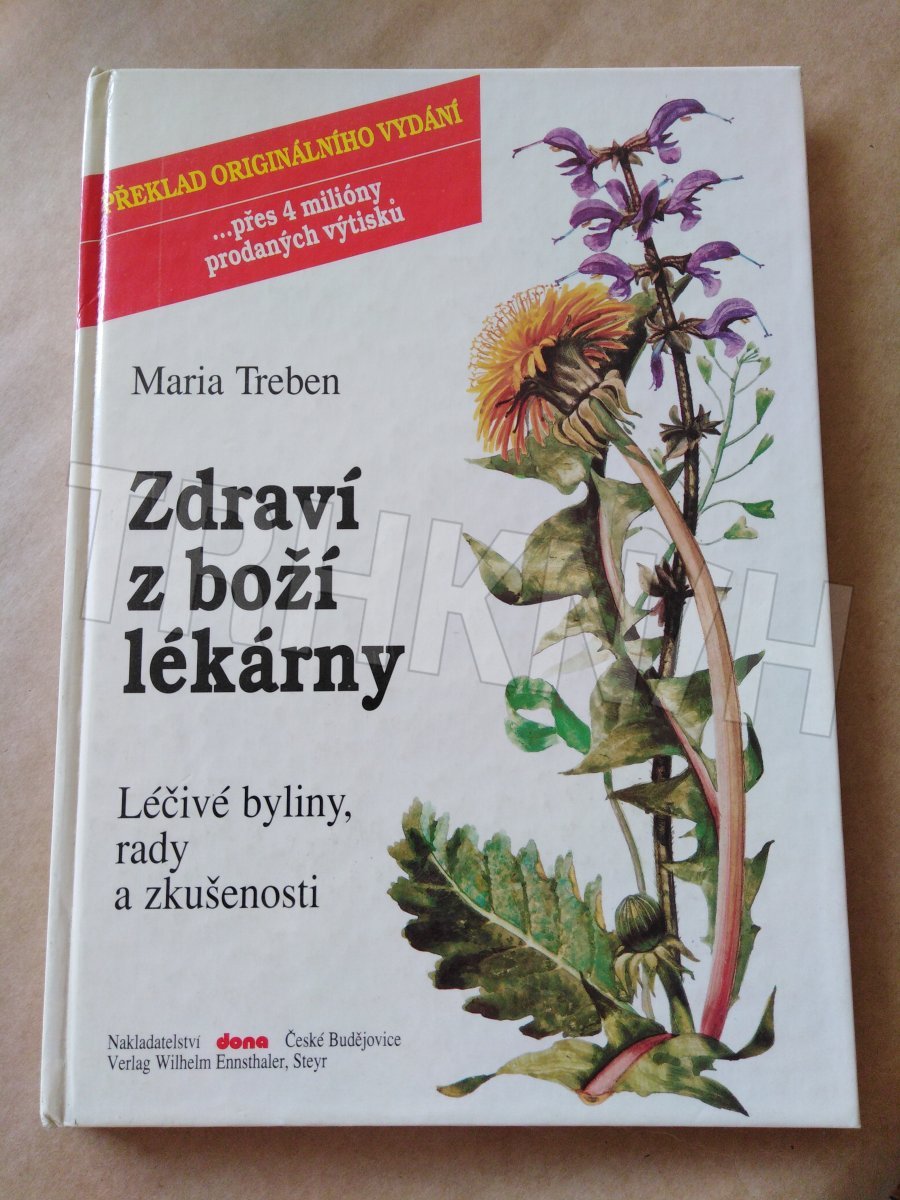 PŘEKLAD ORIGINÁLNÍHO VYDÁNÍ
...přes 4 milióny
prodaných výtisků
Maria Treben
Zdraví
z boží
lékárny
Léčivé byliny,
rady
a zkušenosti
Nakladatelství dona České Budějovice
Verlag Wilhelm Ennsthaler, Steyr